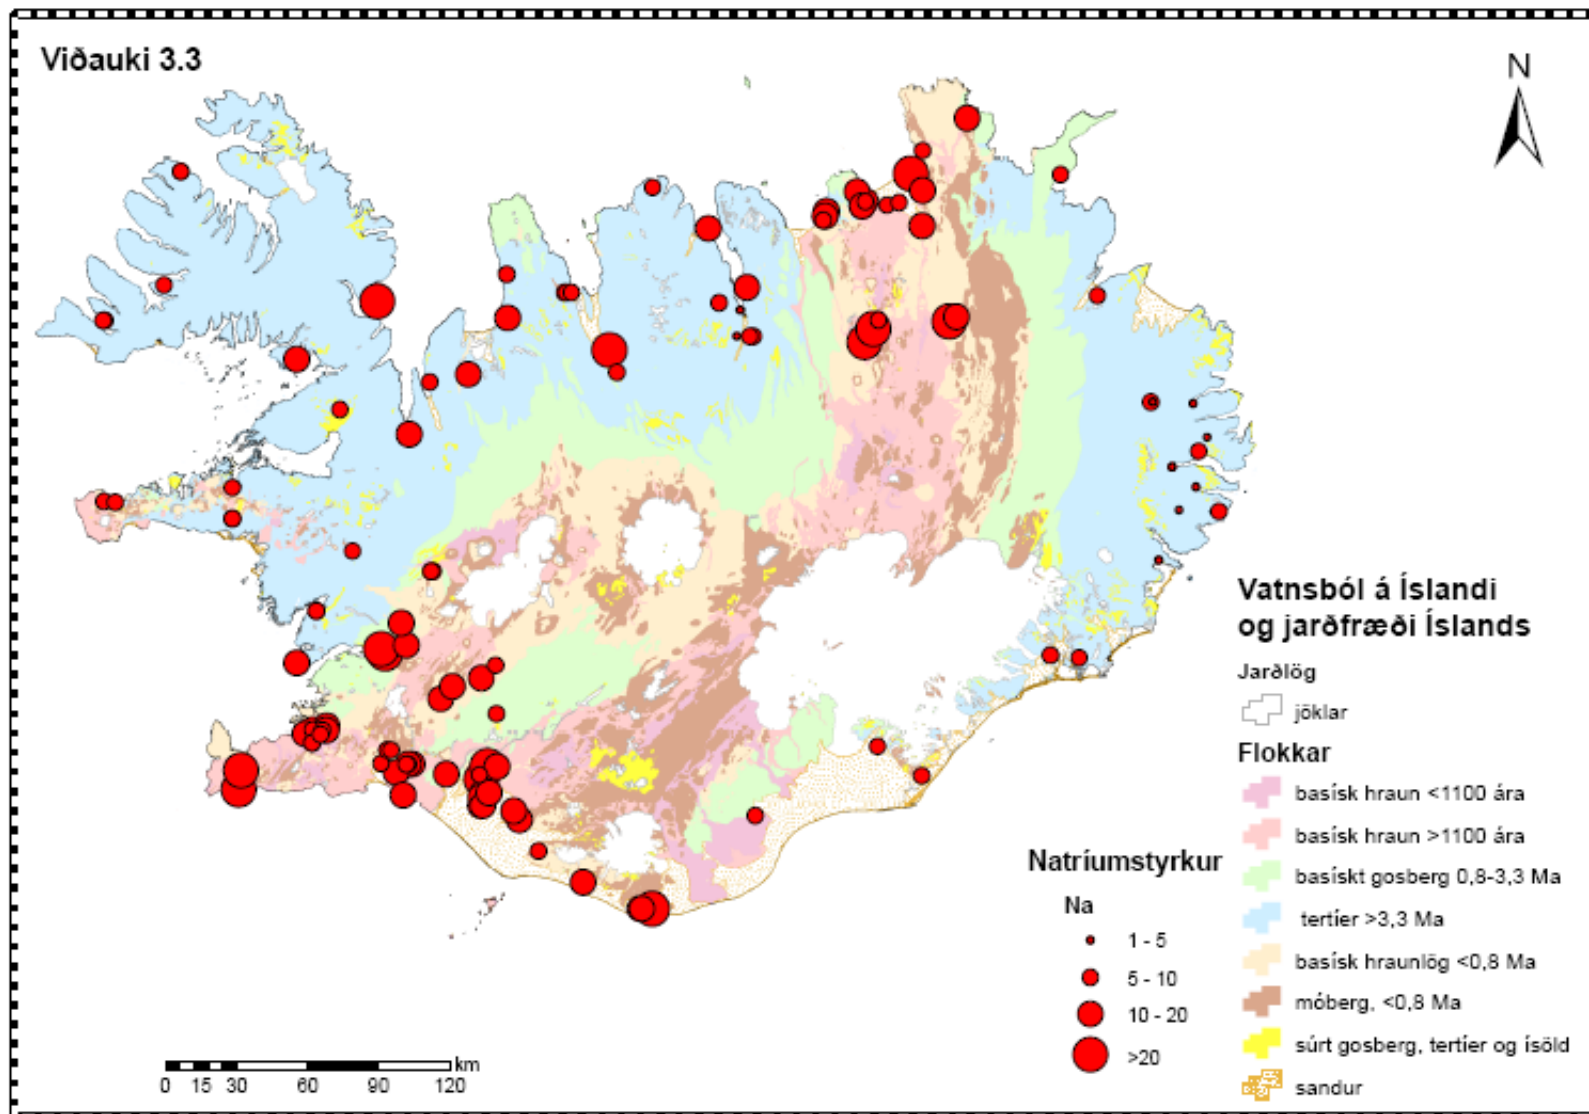 Viðauki 3.3
N
Vatnsból á Íslandi
og jarðfræði Íslands
Jarðlög
jöklar
Flokkar
basísk hraun <1100 ára
basísk hraun >1100 ára
basískt gosberg 0,8-3,3 Ma
tertíer >3,3 Ma
basísk hraunlög <0,8 Ma
móberg, <0,8 Ma
súrt gosberg, tertíer og ísöld
sandur
Natríumstyrkur
Na
1 - 5
5 - 10
10 - 20
>20
km
0 15 30 60 90 120